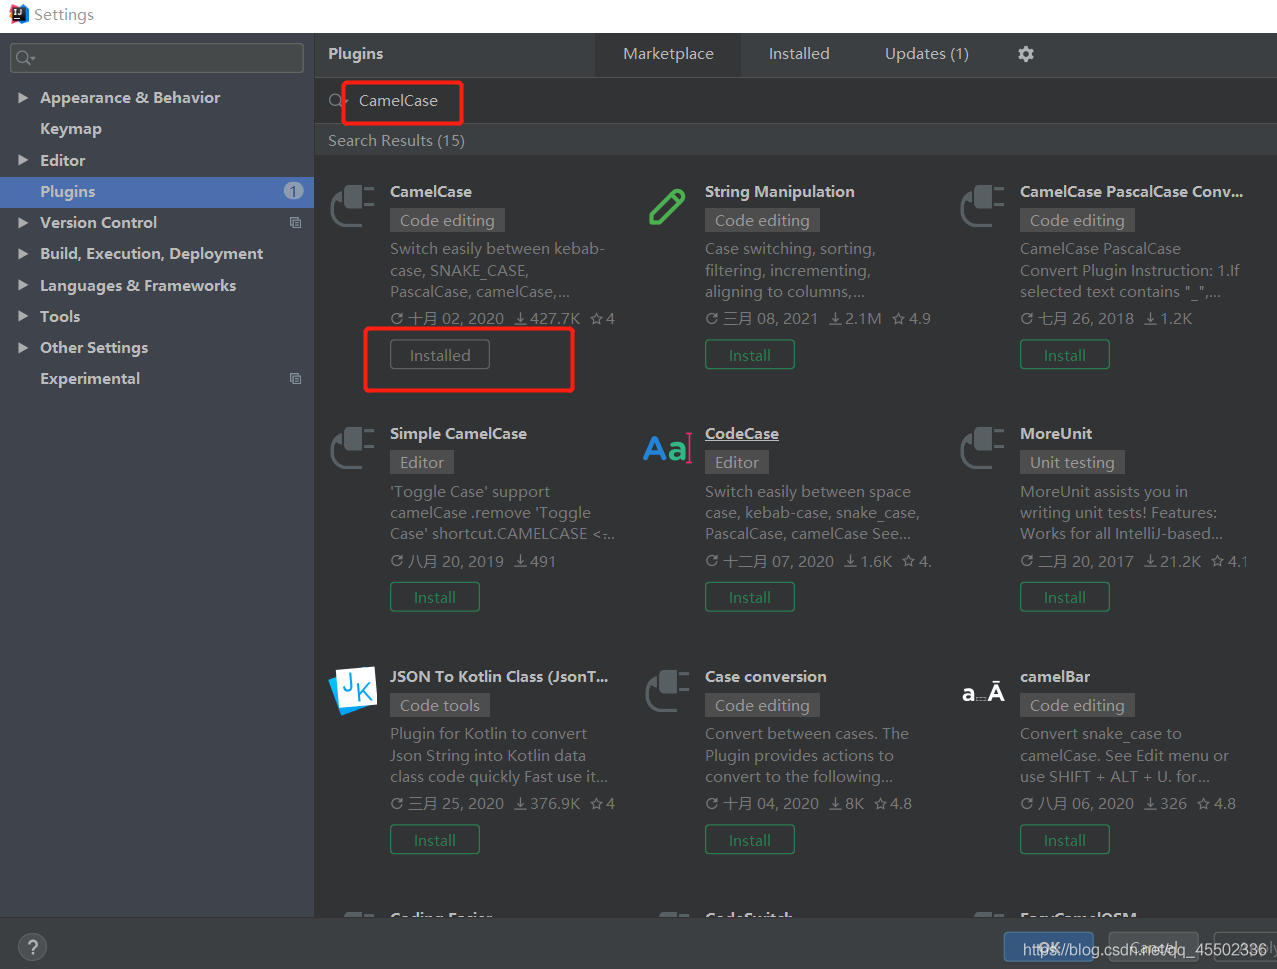 Settings
Plugins
Marketplace
Installed
Updates (1)
Appearance & Behavior
Keymap
Editor
Plugins
1
Version Control
Build, Execution, Deployment
Languages & Frameworks
Tools
Other Settings
Experimental
CamelCase
Search Results (15)
CamelCase
Code editing
Switch easily between kebab-
case, SNAKE_CASE,
PascalCase, camelCase,...
十月 02, 2020 427.7K 4
Installed
String Manipulation
Code editing
Case switching, sorting,
filtering, incrementing,
aligning to columns,...
三月 08, 2021 2.1M 4.9
Install
CamelCase PascalCase Conv...
Code editing
CamelCase PascalCase
Convert Plugin Instruction: 1.If
selected text contains "_",...
七月 26, 2018 1.2K
Install
Simple CamelCase
Editor
'Toggle Case' support
camelCase .remove 'Toggle
Case' shortcut.CAMELCASE <-...
八月 20, 2019 491
Install
Aa
CodeCase
Editor
Switch easily between space
case, kebab-case, snake_case,
PascalCase, camelCase See...
十二月 07, 2020 1.6K 4.
Install
MoreUnit
Unit testing
MoreUnit assists you in
writing unit tests! Features:
Works for all IntelliJ-based...
二月 20, 2017 21.2K 4.1
Install
JK
JSON To Kotlin Class (JsonT...
Code tools
Plugin for Kotlin to convert
Json String into Kotlin data
class code quickly Fast use it...
三月 25, 2020 376.9K 4
Install
Case conversion
Code editing
Convert between cases. The
Plugin provides actions to
convert to the following...
十月 04, 2020 8K 4.8
Install
a...Ā
camelBar
Code editing
Convert snake_case to
camelCase. See Edit menu or
use SHIFT + ALT + U. for...
八月 06, 2020 326 4.8
Install
?
OK
Cancel
https://blog.csdn.net/qq_45502336